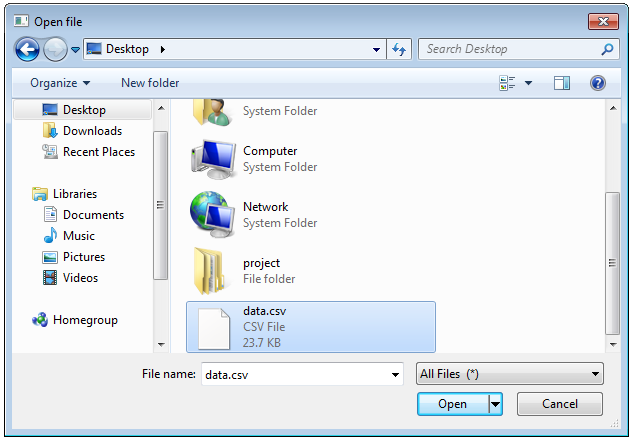 Open file
Desktop
Search Desktop
Organize
New folder
Desktop
Downloads
Recent Places
Libraries
Documents
Music
Pictures
Videos
Homegroup
System Folder
Computer
System Folder
Network
System Folder
project
File folder
data.csv
CSV File
23.7 KB
File name: data.csv
All Files (*)
Open
Cancel